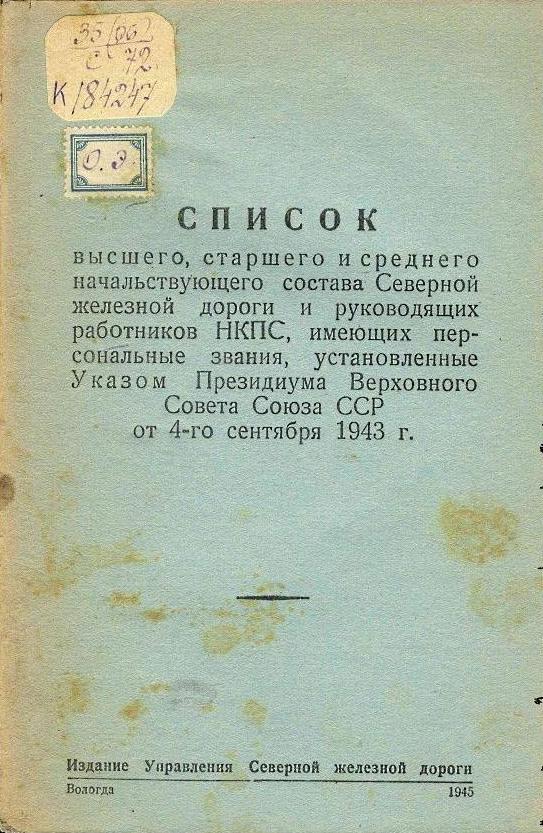 35(06)
С 72
К184247
О.Э.
СПИСОК
высшего, старшего и среднего
начальствующего состава Северной
железной дороги и руководящих
работников НКПС, имеющих пер-
сональные звания, установленные
Указом Президиума Верховного
Совета Союза ССР
от 4-го сентября 1943 г.
Издание Управления Северной железной дороги
Вологда 1945